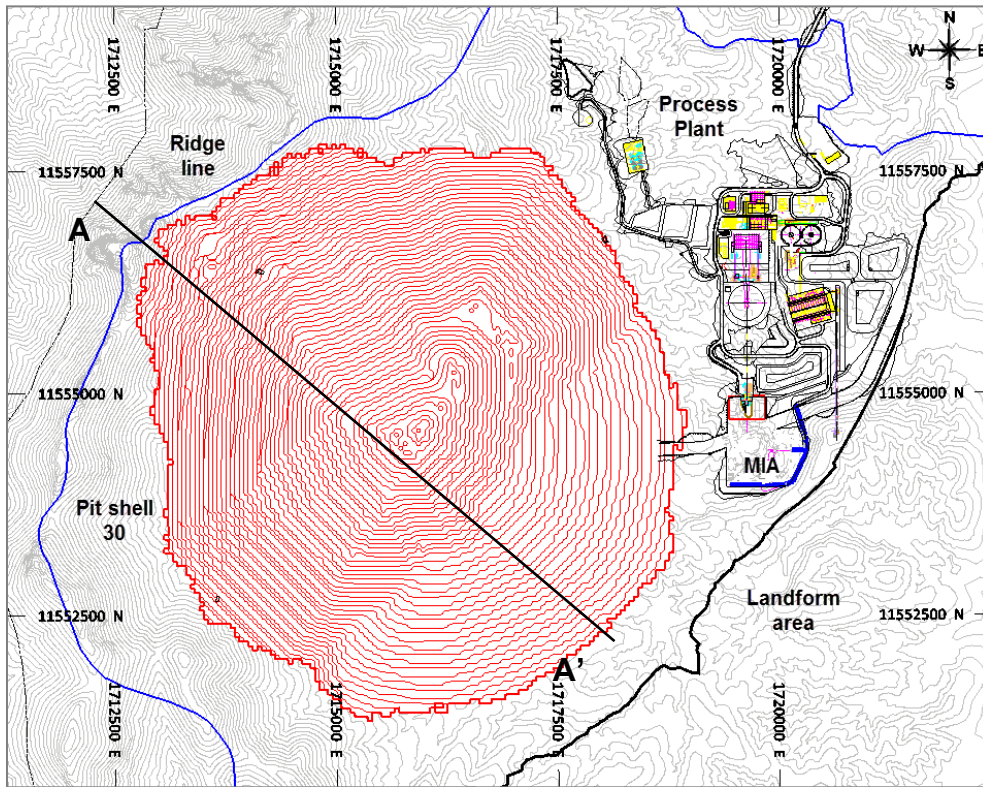 1712500 E
1715000 E
1717500 E
1720000 E
N
W
E
S
Process
Plant
Ridge
line
11557500 N
11557500 N
A
11555000 N
11555000 N
MIA
Pit shell
30
Landform
area
11552500 N
11552500 N
A’
1712500 E
1715000 E
1717500 E
1720000 E